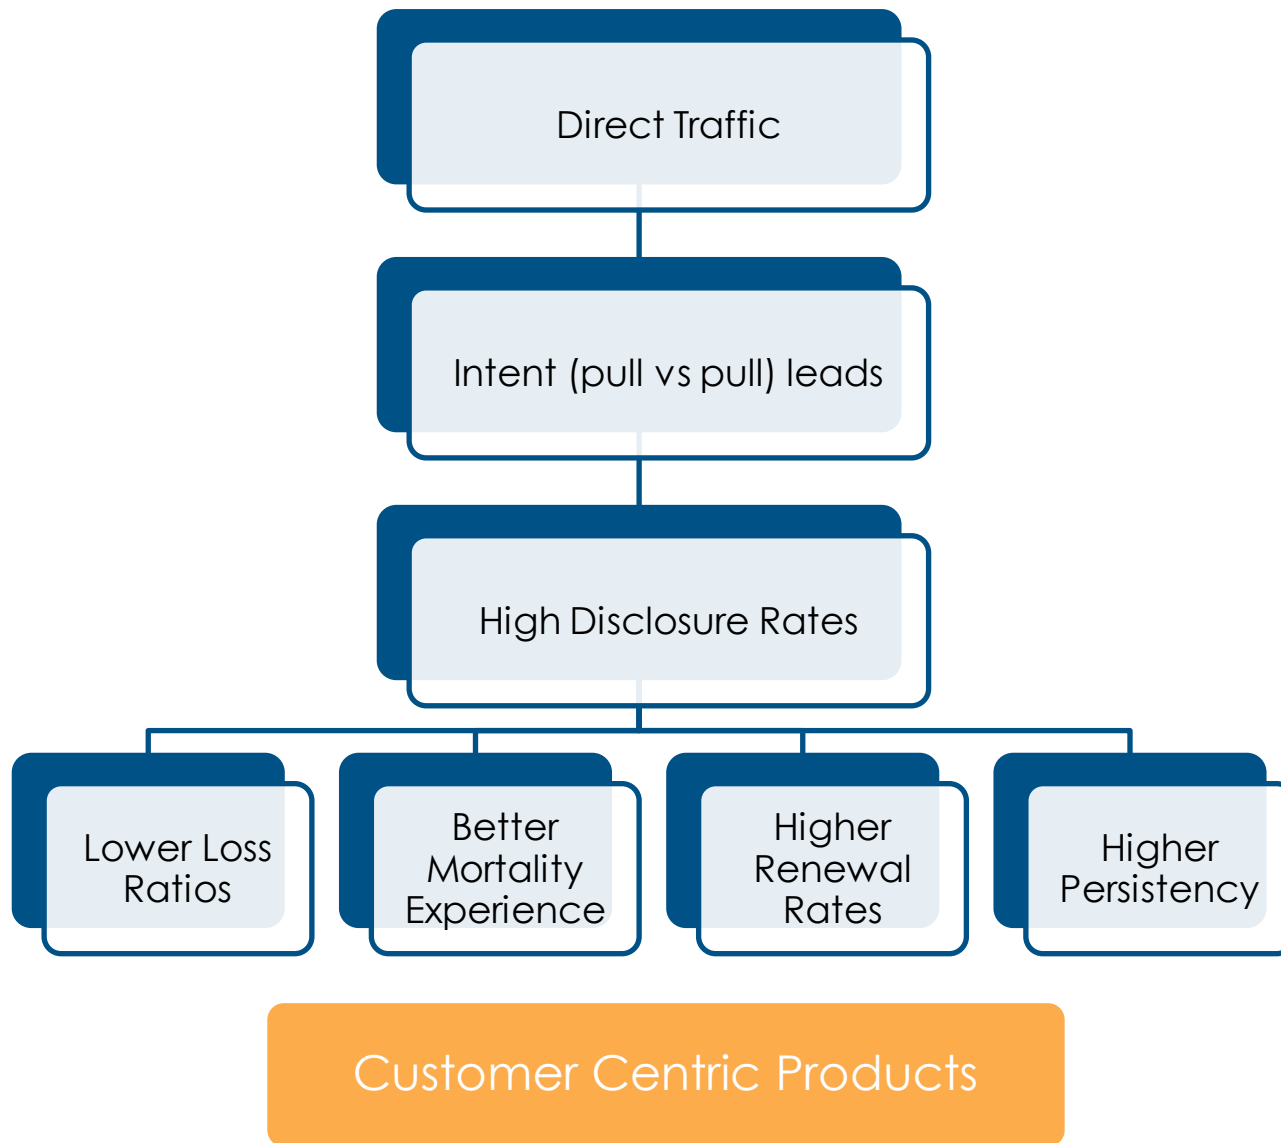 Direct Traffic
Intent (pull vs pull) leads
High Disclosure Rates
Lower Loss
Ratios
Better
Mortality
Experience
Higher
Renewal
Rates
Higher
Persistency
Customer Centric Products